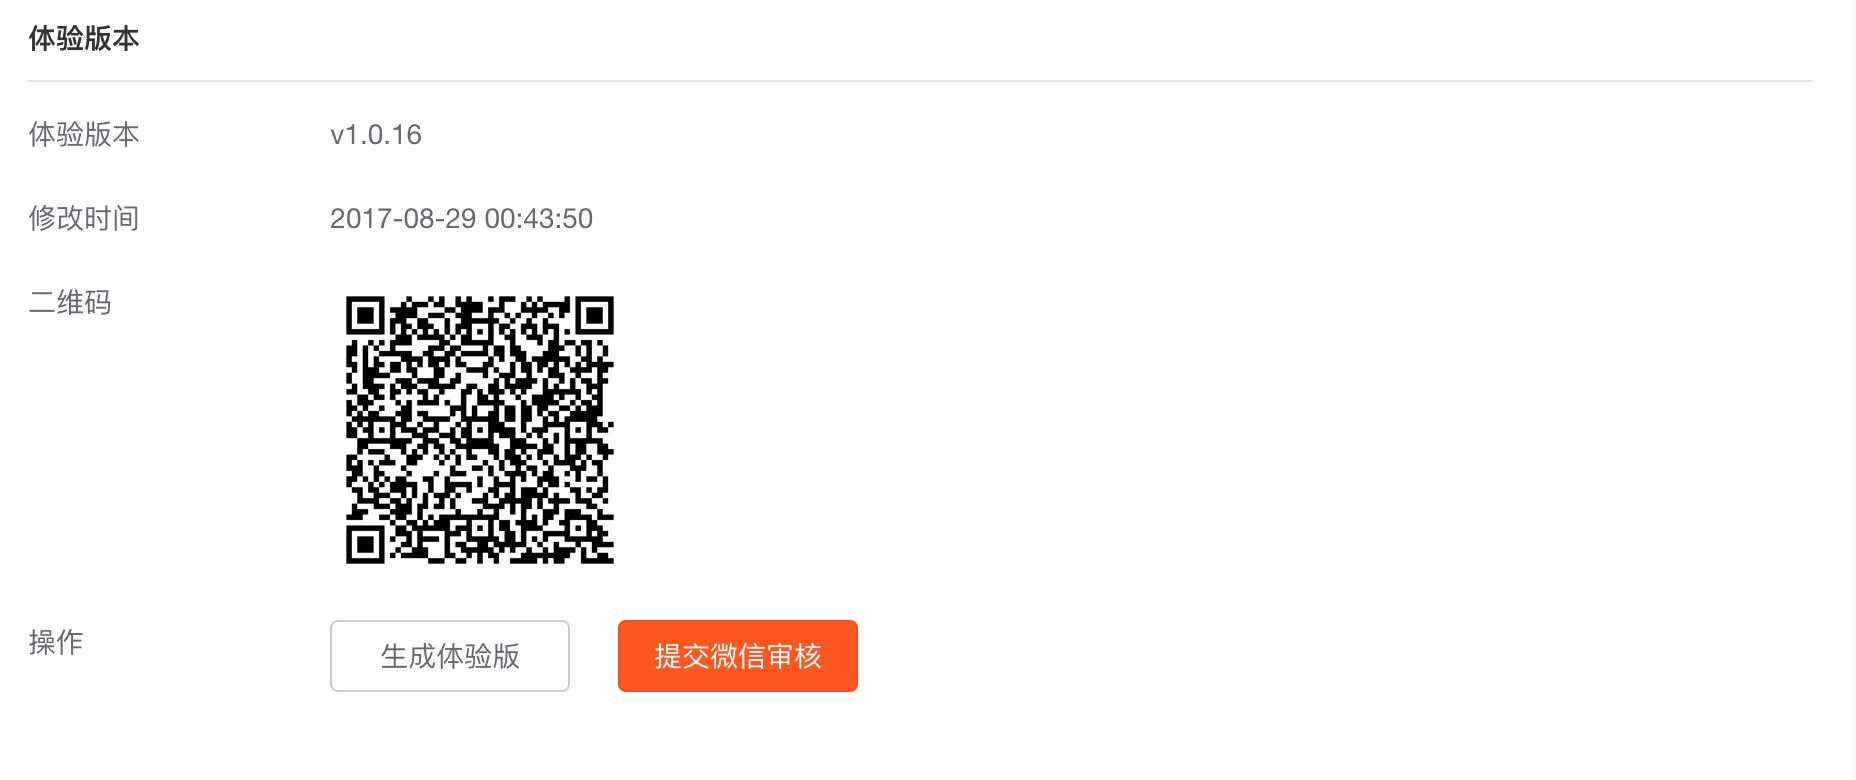 体验版本
体验版本 v1.0.16
修改时间 2017-08-29 00:43:50
二维码
操作 生成体验版 提交微信审核